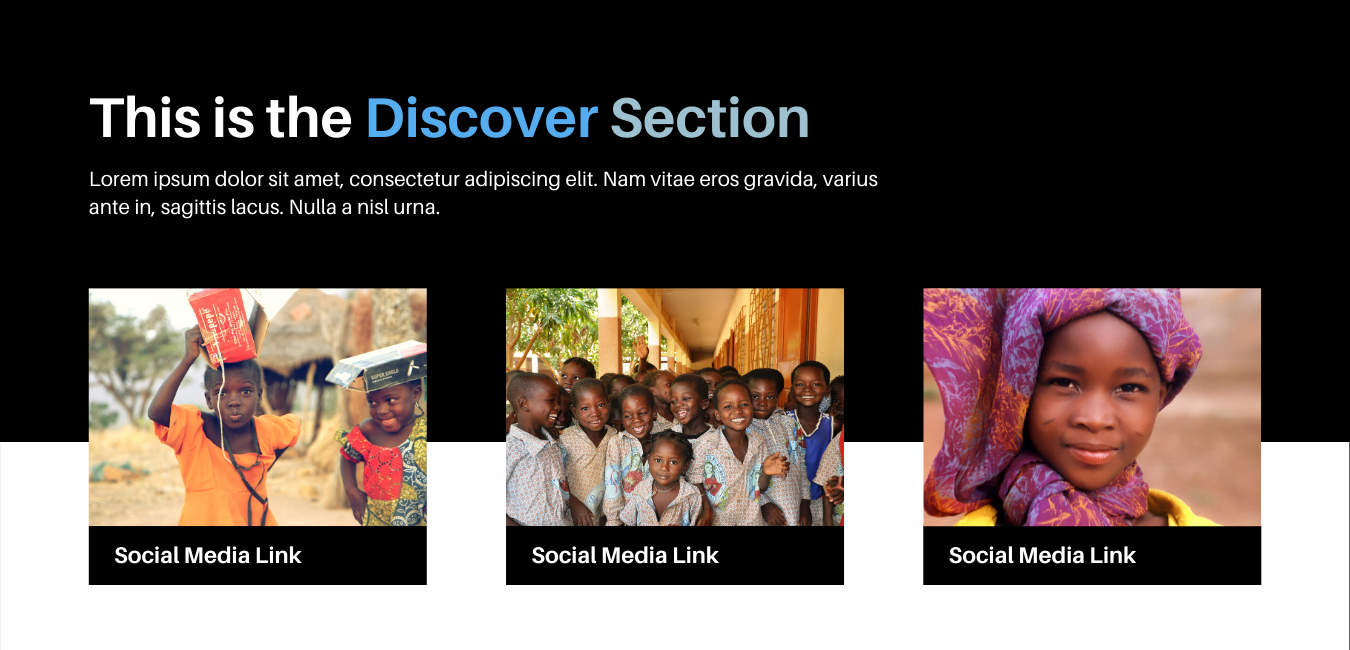 This is the Discover Section
Lorem ipsum dolor sit amet, consectetur adipiscing elit. Nam vitae eros gravida, varius
ante in, sagittis lacus. Nulla a nisl urna.
SUPER EAGLE
Social Media Link
Social Media Link
Social Media Link